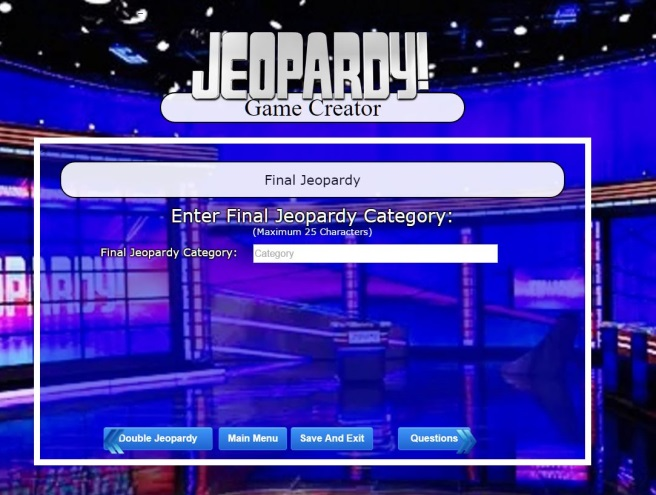 JEOPARDY!
Game Creator
Final Jeopardy
Enter Final Jeopardy Category:
(Maximum 25 Characters)
Final Jeopardy Category: Category
Double Jeopardy Main Menu Save And Exit Questions